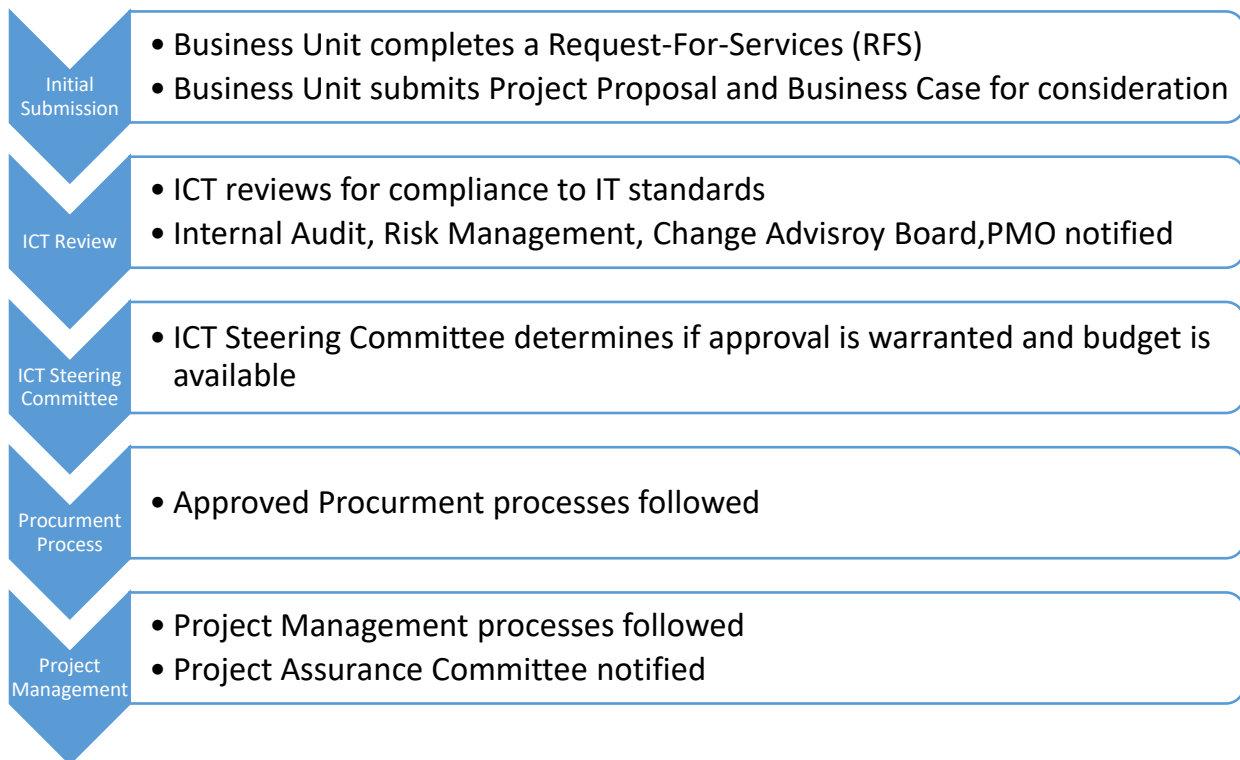 Initial
Submission
• Business Unit completes a Request-For-Services (RFS)
• Business Unit submits Project Proposal and Business Case for consideration
ICT Review
• ICT reviews for compliance to IT standards
• Internal Audit, Risk Management, Change Advisroy Board,PMO notified
ICT Steering
Committee
• ICT Steering Committee determines if approval is warranted and budget is
available
Procurment
Process
• Approved Procurment processes followed
Project
Management
• Project Management processes followed
• Project Assurance Committee notified